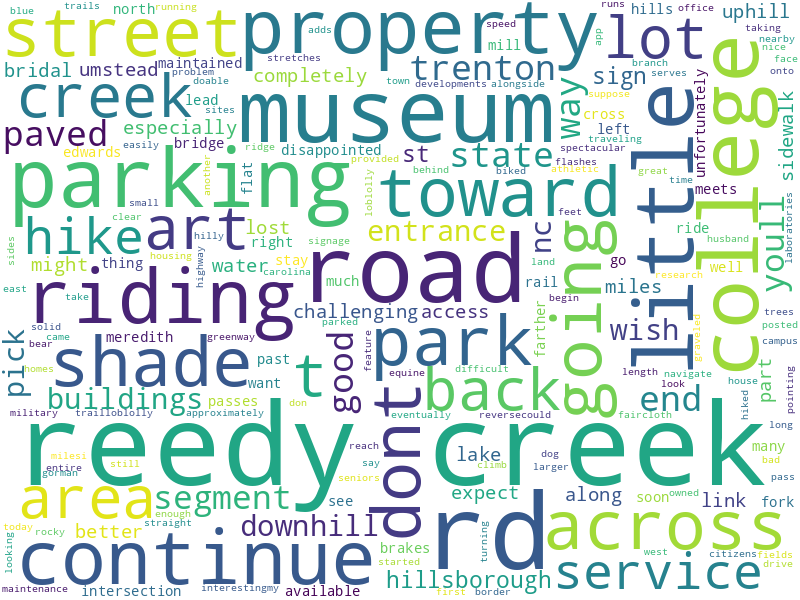 blue trails running
street north property
adds runs office
speed
lot hills uphill
app taking nearby
bridal umstead maintained mill trenton sign nice
problem doable stretches town developments alongside
branch face
serves onto
creek lead sites completely way cross
museum
paved especially
bridge disappointed st state left spectacular
flashes
unfortunately sidewalk
college
little
edwards easily ridge flat another
parking
behind biked athletic
provided
loblolly
traveling meets
great time
small
toward
clear hilly
hike art lost right entrance
signage stay
carolina
feet
land
nc going
ride youll
husband
laboratories
sides
might thing housing water much
highway
rail go miles well
research
east take
riding road
challenging access
begin
farther
length trees posted
graveled
solid came
bear meredith greenway
parked
feature
wish
look navigate campus
pick
shade past
want
good
park
equine difficult part house pointing
homes
buildings passes t
back end
military trailloblolly approximately don
eventually reversecould
faircloth hiked long
dont
reedy creek
milesi reach
entire still
gorman
say seniors
climb
lake dog larger
many bad
pass
area segment see expect along soon owned link fork
today rocky
enough straight
better
downhill
rd
across
looking
continue
intersection
brakes
started
hillsborough
turning
west citizens fields drive
service
maintenance
interestingmy available
first border
suppose